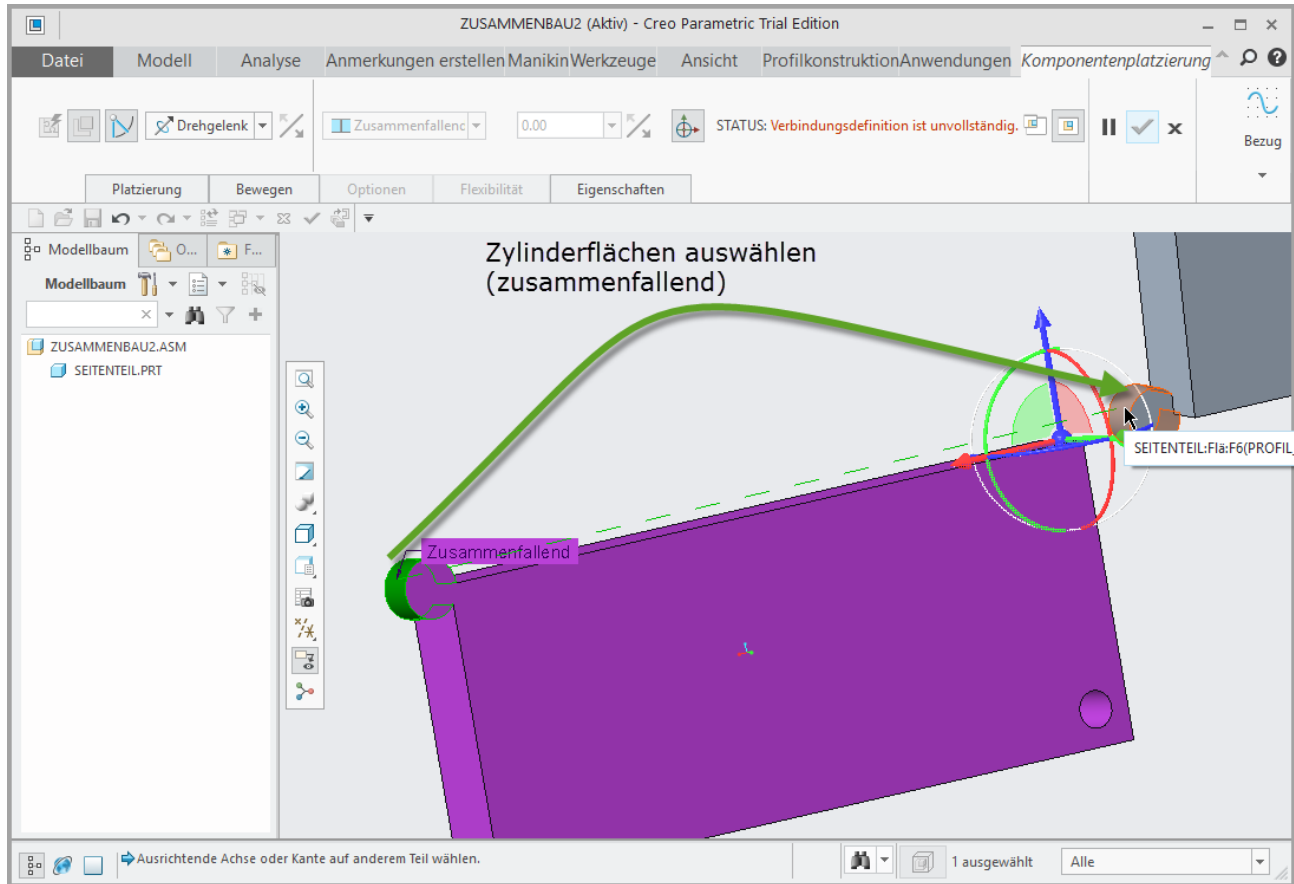 ZUSAMMENBAU2 (Aktiv) - Creo Parametric Trial Edition
Datei Modell Analyse Anmerkungen erstellen Manikin Werkzeuge Ansicht Profilkonstruktion Anwendungen Komponentenplatzierung
Drehgelenk Zusammenfallenc 0.00 STATUS: Verbindungsdefinition ist unvollständig.
Bezug
Platzierung Bewegen Optionen Flexibilität Eigenschaften
Modellbaum O... F...
Modellbaum
ZUSAMMENBAU2.ASM
SEITENTEIL.PRT
Zylinderflächen auswählen
(zusammenfallend)
SEITENTEIL:Flä:F6(PROFIL_
Zusammenfallend
Ausrichtende Achse oder Kante auf anderem Teil wählen.
1 ausgewählt Alle